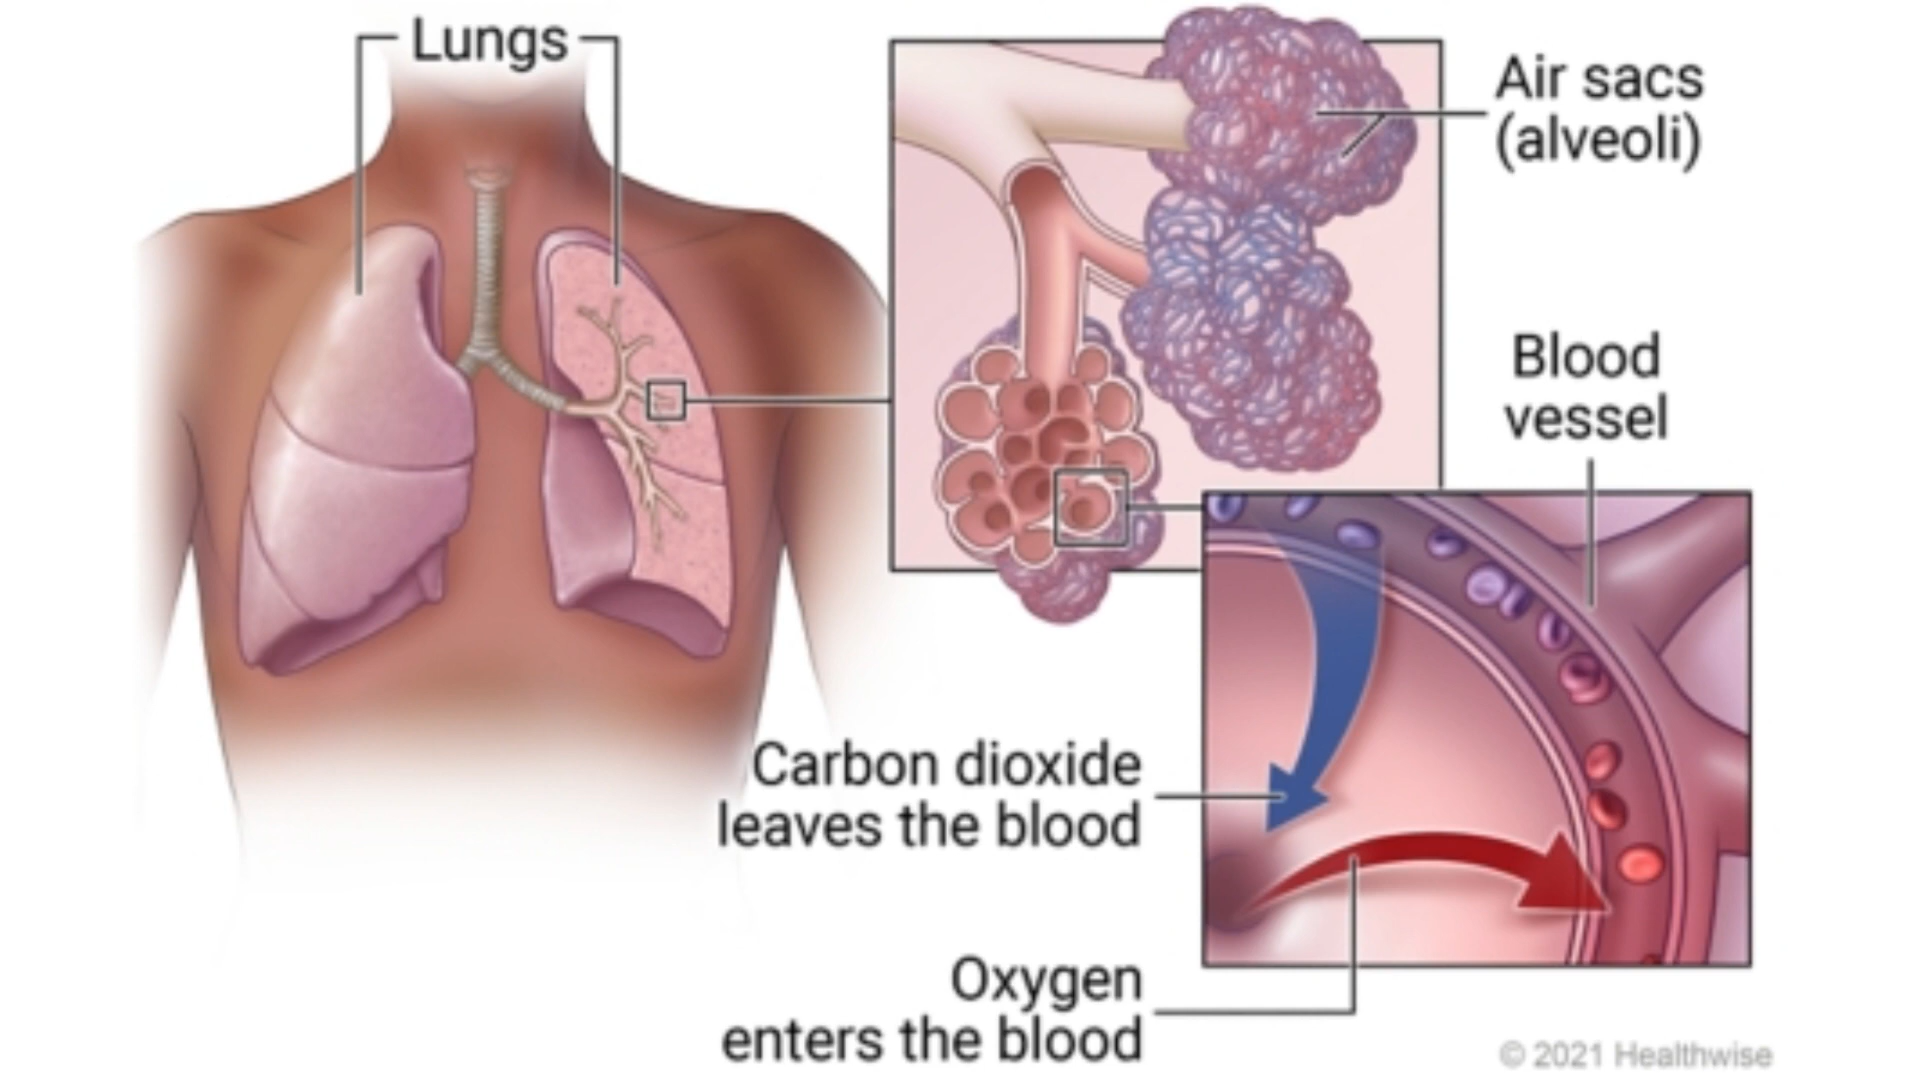 Lungs
Air sacs
(alveoli)
Blood
vessel
Carbon dioxide
leaves the blood
Oxygen
enters the blood
© 2021 Healthwise